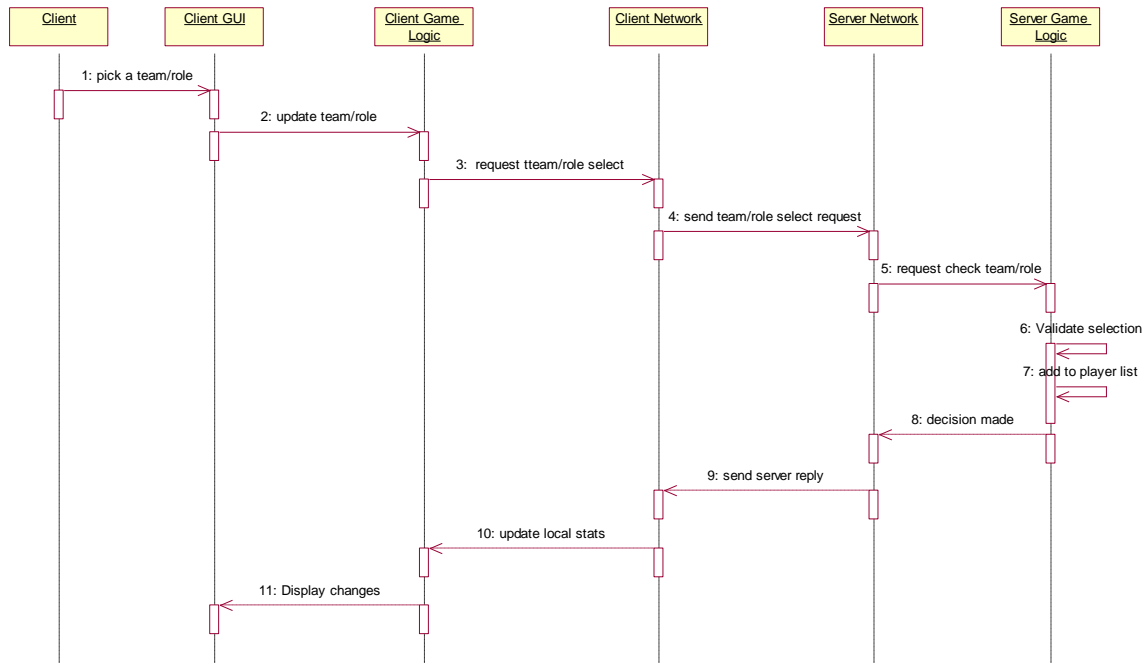 Client
Client GUI
Client Game
Logic
Client Network
Server Network
Server Game
Logic
1: pick a team/role
2: update team/role
3: request tteam/role select
4: send team/role select request
5: request check team/role
6: Validate selection
7: add to player list
8: decision made
9: send server reply
10: update local stats
11: Display changes